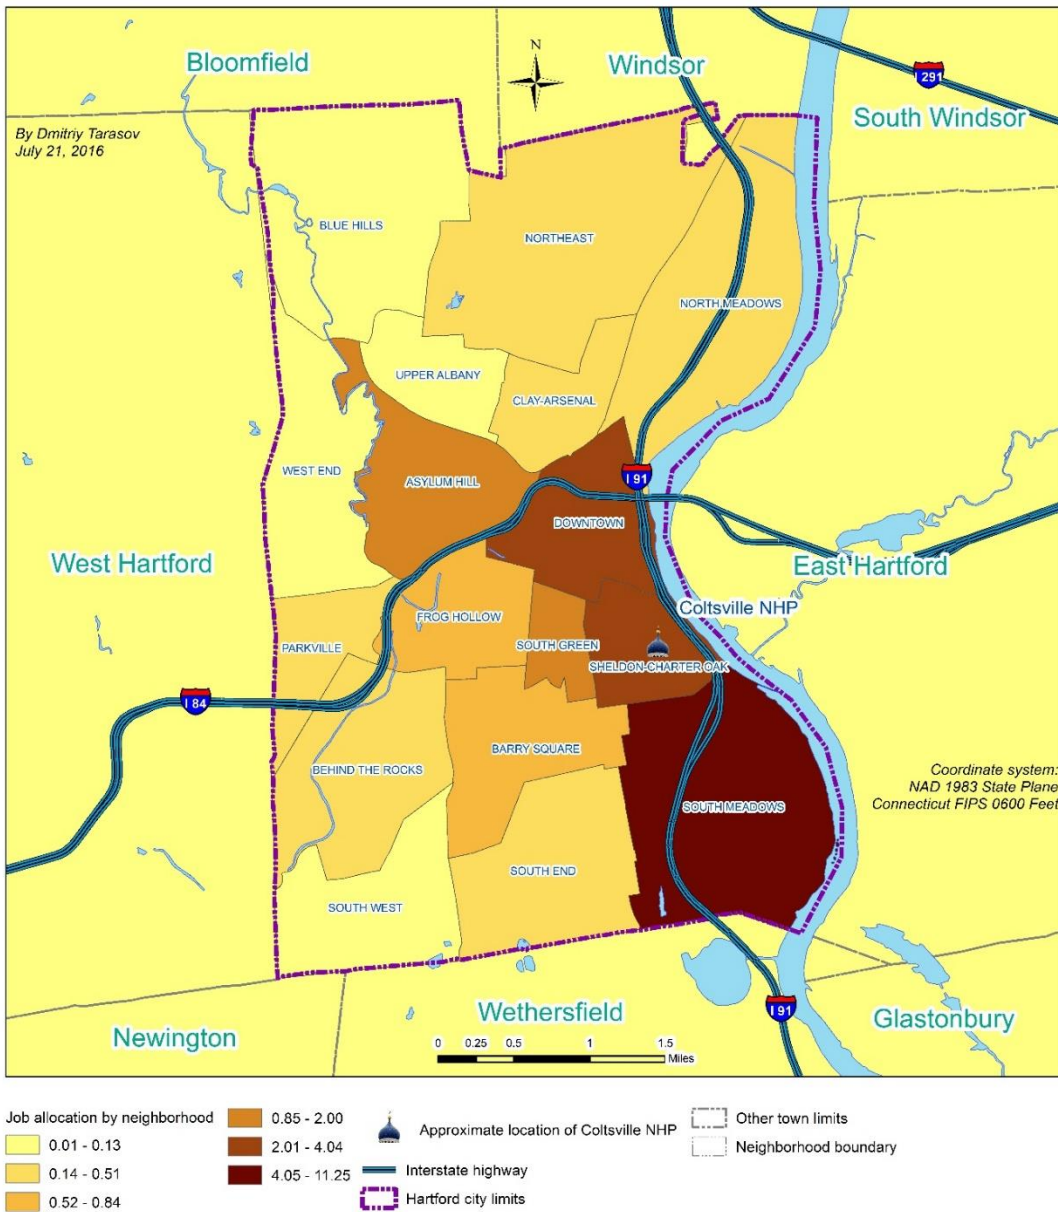 Bloomfield
N
Windsor
I 291
South Windsor
By Dmitriy Tarasov
July 21, 2016
BLUE HILLS
NORTHEAST
NORTH MEADOWS
UPPER ALBANY
CLAY-ARSENAL
WEST END
ASYLUM HILL
I 91
DOWNTOWN
West Hartford
East Hartford
Coltsville NHP
FROG HOLLOW
PARKVILLE
SOUTH GREEN
SHELDON-CHARTER OAK
I 84
BARRY SQUARE
BEHIND THE ROCKS
Coordinate system:
NAD 1983 State Plane
Connecticut FIPS 0600 Feet
SOUTH MEADOWS
SOUTH END
SOUTH WEST
I 91
Newington
Wethersfield
Glastonbury
0 0.25 0.5 1 1.5
Miles
Job allocation by neighborhood
0.01 - 0.13
0.14 - 0.51
0.52 - 0.84
0.85 - 2.00
2.01 - 4.04
4.05 - 11.25
Approximate location of Coltsville NHP
Interstate highway
Hartford city limits
Other town limits
Neighborhood boundary